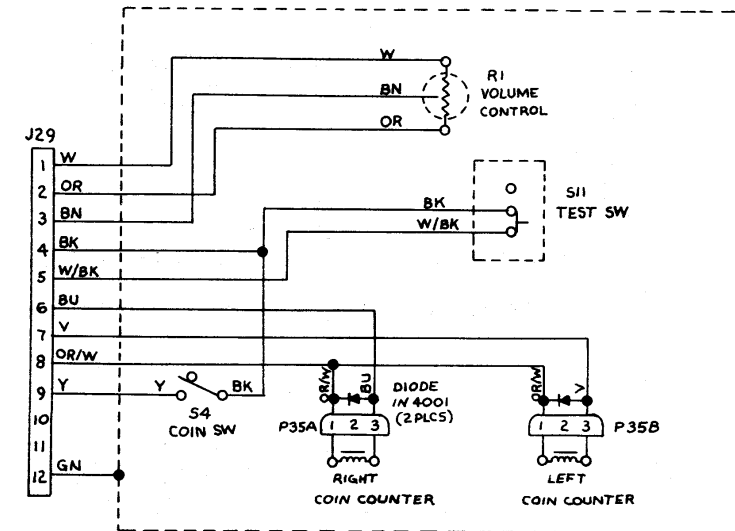 W
R1
VOLUME
CONTROL
BN
OR
J29
1 W
2 OR
3 BN
4 BK
5 W/BK
6 BU
7 V
8 OR/W
9 Y
10
11
12 GN
BK
W/BK
S11
TEST SW
Y
BK
S4
COIN SW
OR/W
BU
DIODE
IN 4001
(2 PLCS)
OR/W
V
P35A 1 2 3
1 2 3 P35B
RIGHT
COIN COUNTER
LEFT
COIN COUNTER